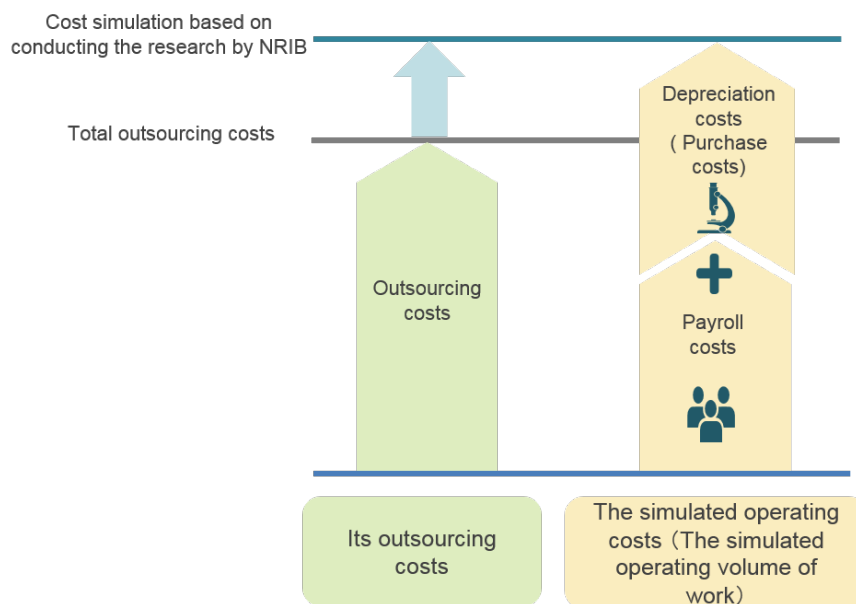 Cost simulation based on
conducting the research by NRIB
Total outsourcing costs
Outsourcing
costs
Depreciation
costs
( Purchase
costs)
Payroll
costs
Its outsourcing
costs
The simulated operating
costs（The simulated
operating volume of
work）